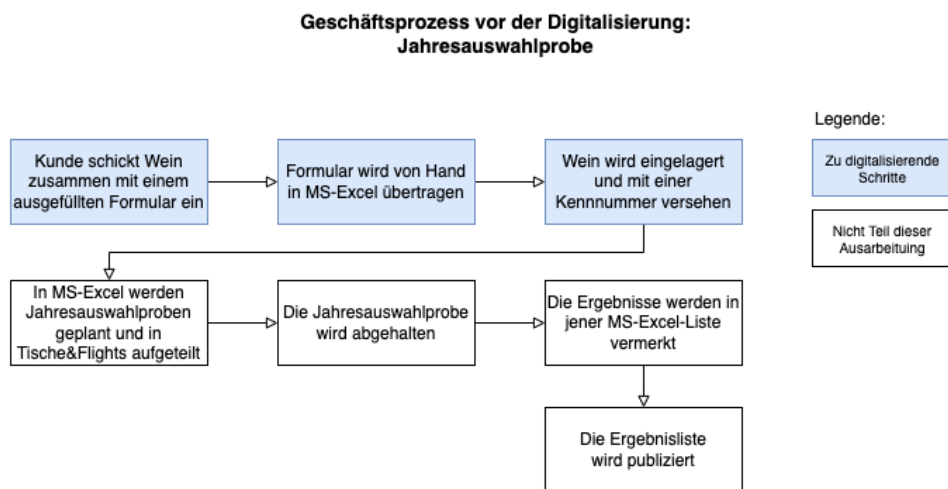 Geschäftsprozess vor der Digitalisierung:
Jahresauswahlprobe
Legende:
Kunde schickt Wein
zusammen mit einem
ausgefüllten Formular ein
Formular wird von Hand
in MS-Excel übertragen
Wein wird eingelagert
und mit einer
Kennnummer versehen
Zu digitalisierende
Schritte
Nicht Teil dieser
Ausarbeituing
In MS-Excel werden
Jahresauswahlproben
geplant und in
Tische&Flights aufgeteilt
Die Jahresauswahlprobe
wird abgehalten
Die Ergebnisse werden in
jener MS-Excel-Liste
vermerkt
Die Ergebnisliste
wird publiziert